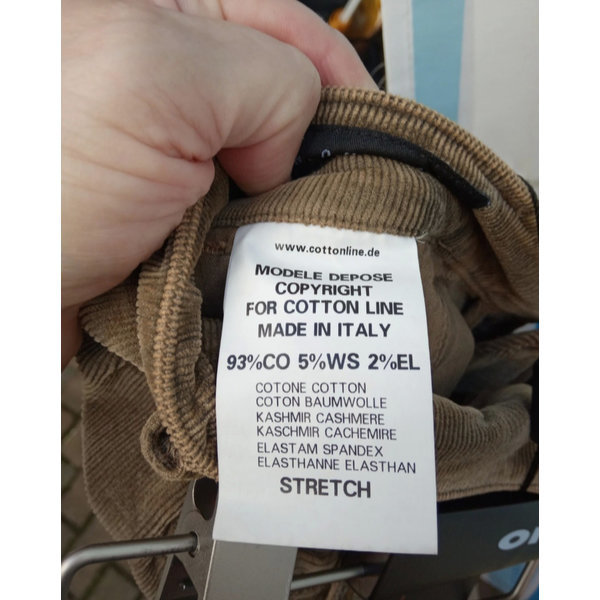 www.cottonline.de
MODELE DEPOSE
COPYRIGHT
FOR COTTON LINE
MADE IN ITALY
93%CO 5%WS 2%EL
COTONE COTTON
COTON BAUMWOLLE
KASHMIR CASHMERE
KASCHMIR CACHEMIRE
ELASTAM SPANDEX
ELASTHANNE ELASTHAN
STRETCH